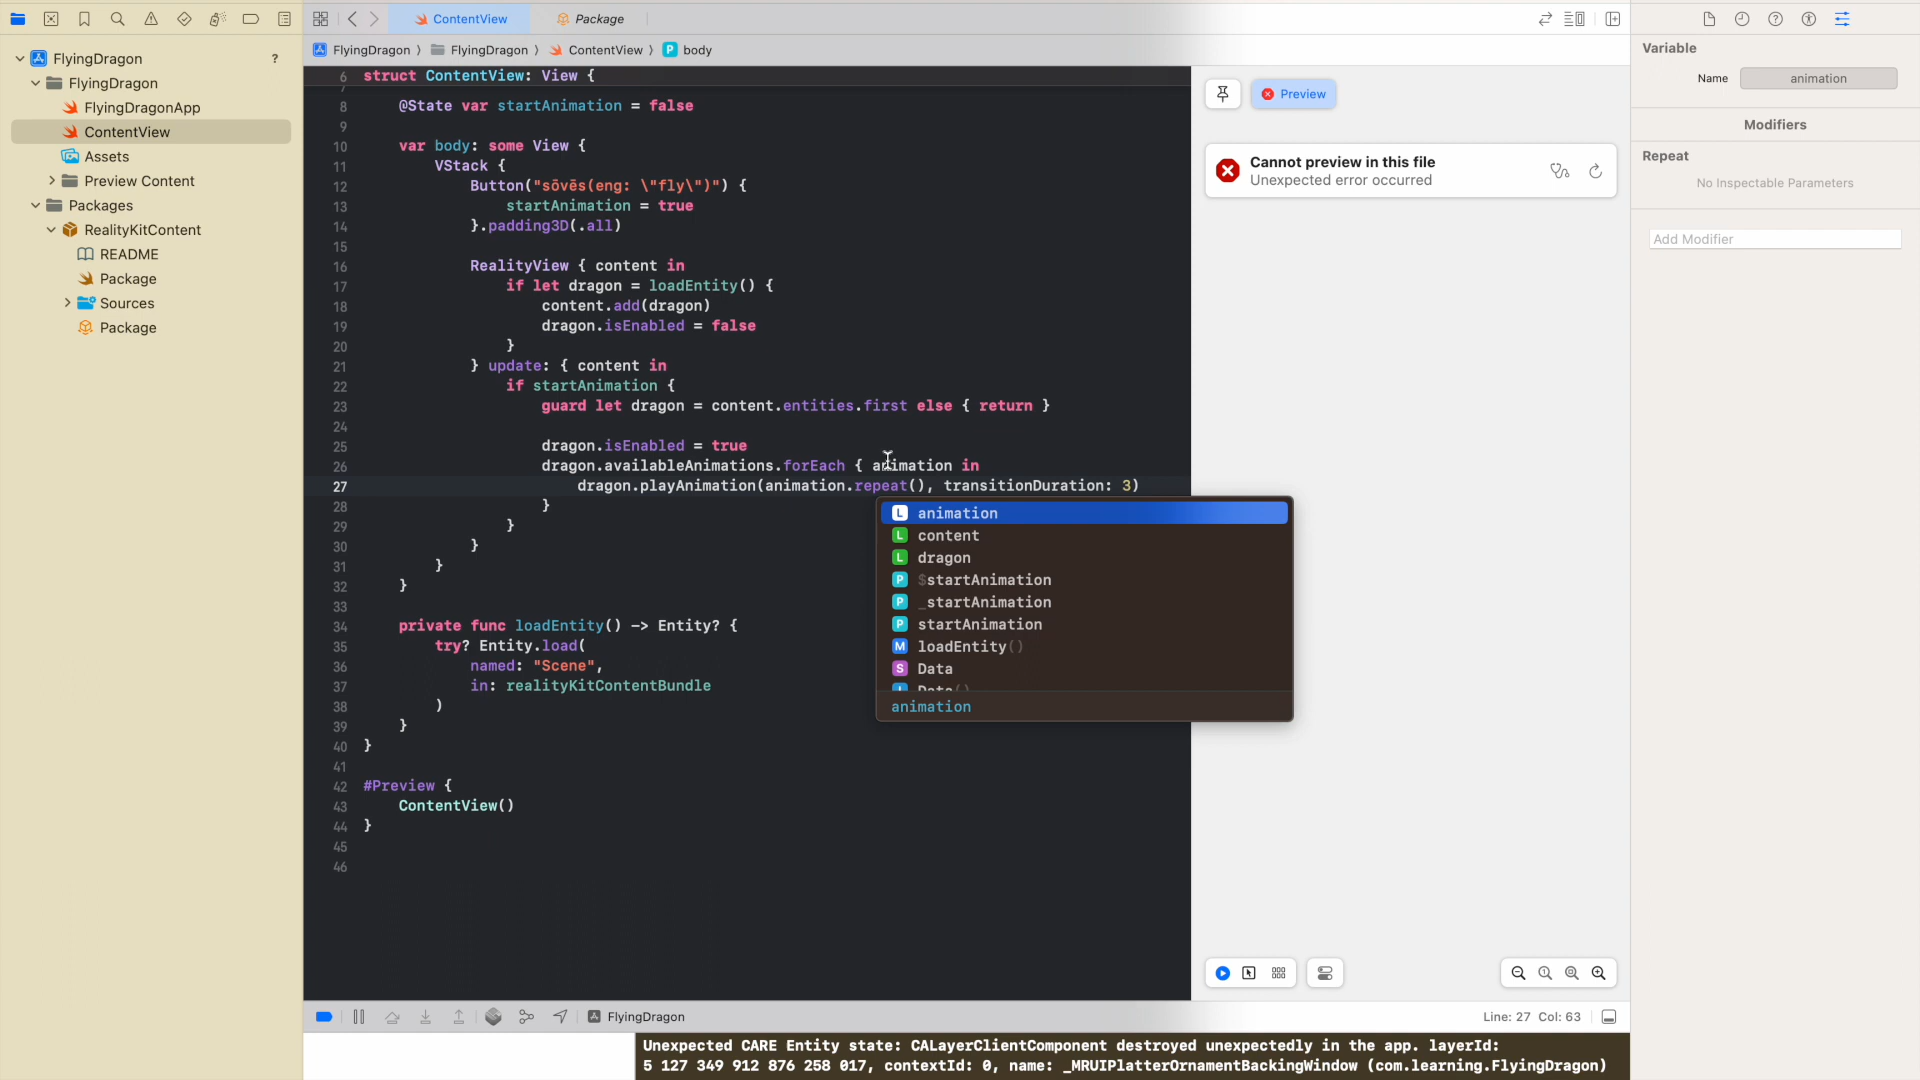 ContentView
Package
FlyingDragon
FlyingDragon
ContentView
body
FlyingDragon
?
FlyingDragon
FlyingDragonApp
ContentView
Assets
Preview Content
Packages
RealityKitContent
README
Package
Sources
Package
6 struct ContentView: View {
7
8 @State var startAnimation = false
9
10 var body: some View {
11 VStack {
12 Button("sōvēs(eng: \"fly\")") {
13 startAnimation = true
14 }.padding3D(.all)
15
16 RealityView { content in
17 if let dragon = loadEntity() {
18 content.add(dragon)
19 dragon.isEnabled = false
20 }
21 } update: { content in
22 if startAnimation {
23 guard let dragon = content.entities.first else { return }
24
25 dragon.isEnabled = true
26 dragon.availableAnimations.forEach { animation in
27 dragon.playAnimation(animation.repeat(), transitionDuration: 3)
28 }
29 }
30 }
31 }
32 }
33
34 private func loadEntity() -> Entity? {
35 try? Entity.load(
36 named: "Scene",
37 in: realityKitContentBundle
38 )
39 }
40 }
41
42 #Preview {
43 ContentView()
44 }
45
46
L animation
L content
L dragon
P $startAnimation
P _startAnimation
P startAnimation
M loadEntity()
S Data
Data()
animation
Preview
Cannot preview in this file
Unexpected error occurred
Variable
Name animation
Modifiers
Repeat
No Inspectable Parameters
Add Modifier
FlyingDragon
Line: 27 Col: 63
Unexpected CARE Entity state: CALayerClientComponent destroyed unexpectedly in the app. layerId:
5 127 349 912 876 258 017, contextId: 0, name: _MRUIPlatterOrnamentBackingWindow (com.learning.FlyingDragon)